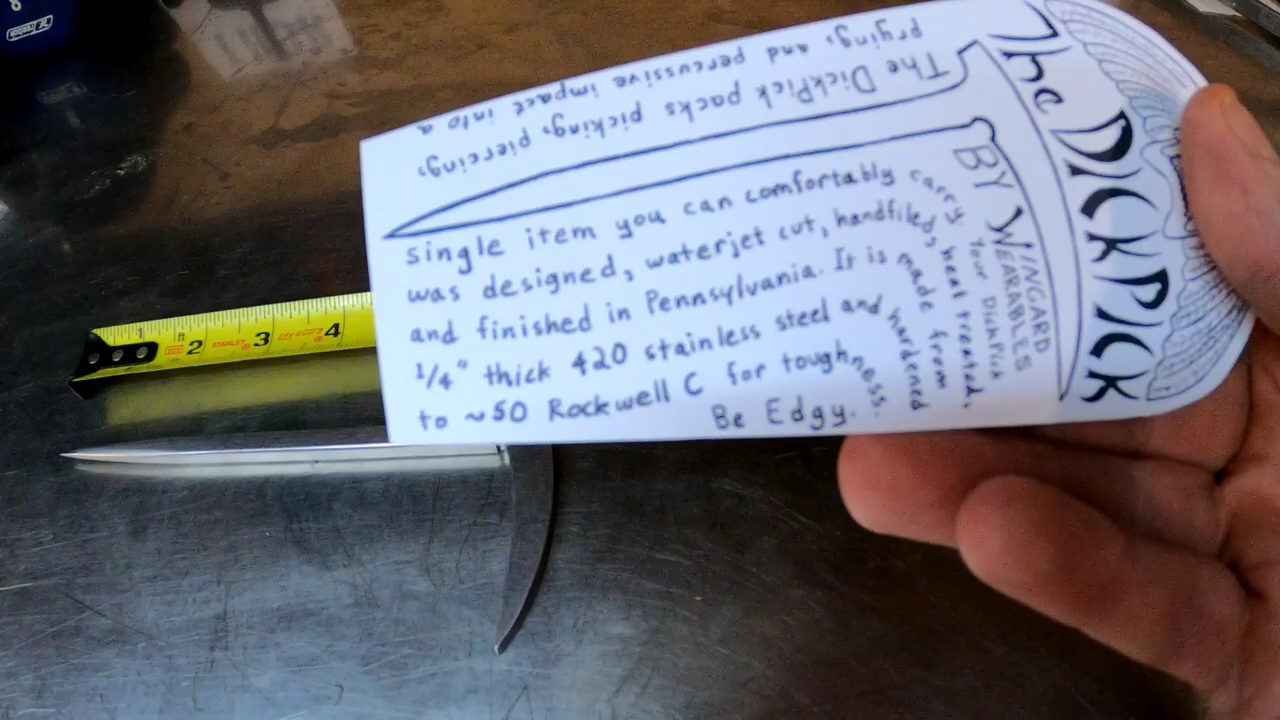 The DICKPICK
BY WINGARD
WEARABLES
The DickPick packs picking, piercing,
prying, and percussive impact into a
single item you can comfortably carry. Your DickPick
was designed, waterjet cut, handfiled, heat treated,
and finished in Pennsylvania. It is made from
1/4" thick 420 stainless steel and hardened
to ~50 Rockwell C for toughness.
Be Edgy.
1 ft 2 3 4
STANLEY